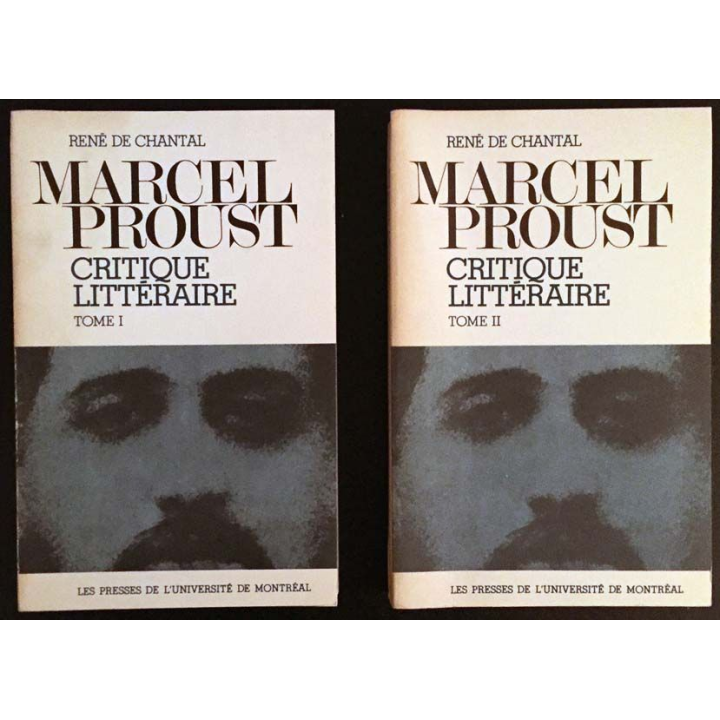 RENÉ DE CHANTAL
MARCEL
PROUST
CRITIQUE
LITTÉRAIRE
TOME I
LES PRESSES DE L'UNIVERSITÉ DE MONTRÉAL
RENÉ DE CHANTAL
MARCEL
PROUST
CRITIQUE
LITTÉRAIRE
TOME II
LES PRESSES DE L'UNIVERSITÉ DE MONTRÉAL